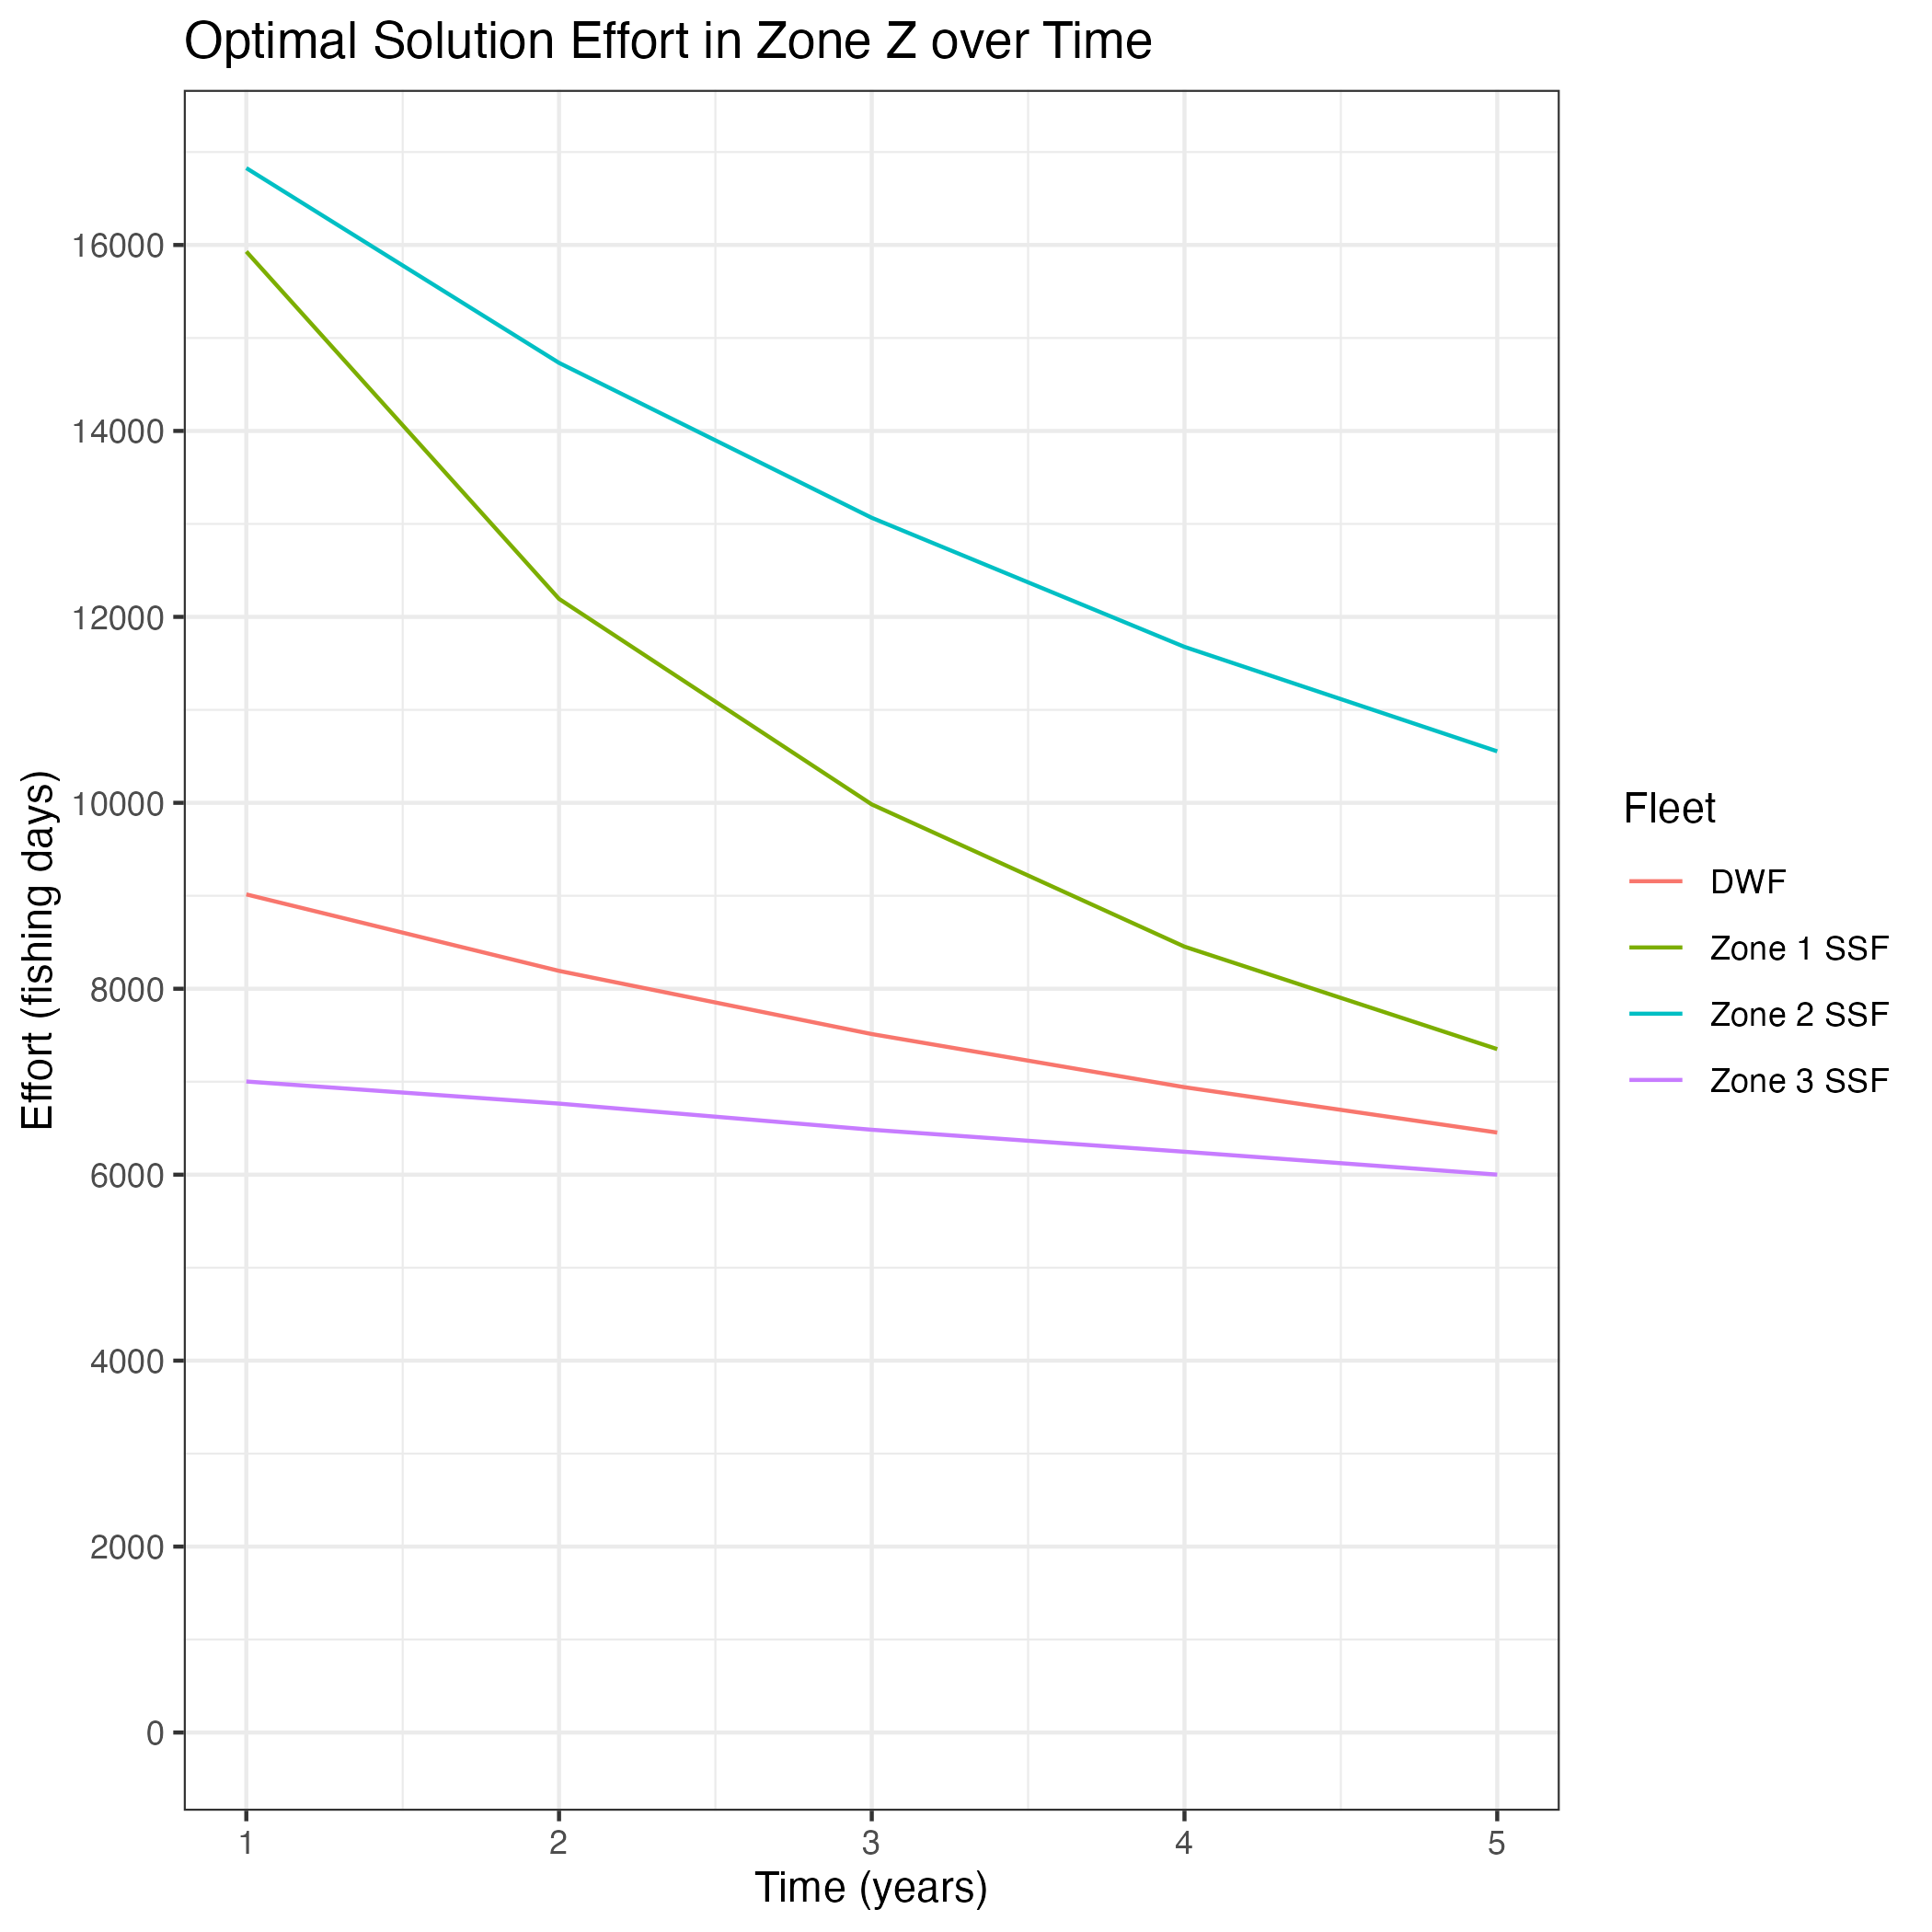 Optimal Solution Effort in Zone Z over Time
Effort (fishing days)
16000
14000
12000
10000
8000
6000
4000
2000
0
1 2 3 4 5
Time (years)
Fleet
DWF
Zone 1 SSF
Zone 2 SSF
Zone 3 SSF